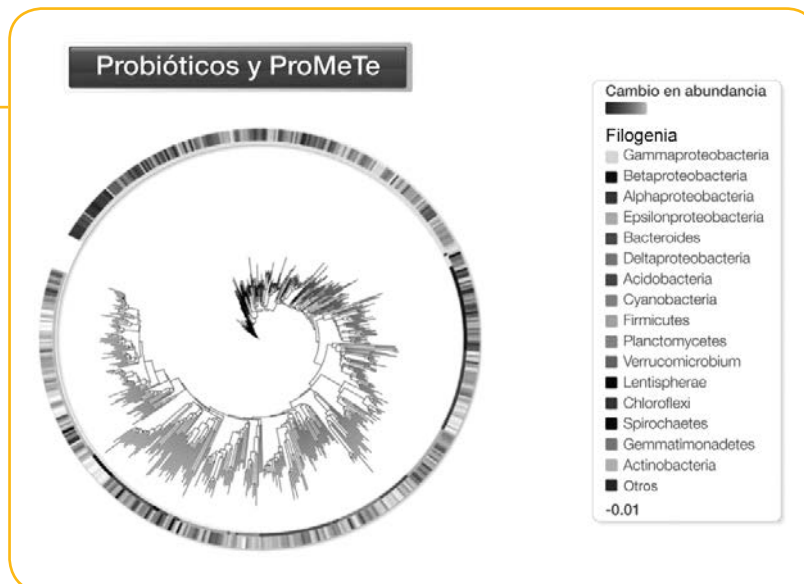 Probióticos y ProMeTe
Cambio en abundancia
Filogenia
Gammaproteobacteria
Betaproteobacteria
Alphaproteobacteria
Epsilonproteobacteria
Bacteroides
Deltaproteobacteria
Acidobacteria
Cyanobacteria
Firmicutes
Planctomycetes
Verrucomicrobium
Lentispherae
Chloroflexi
Spirochaetes
Gemmatimonadetes
Actinobacteria
Otros
-0.01